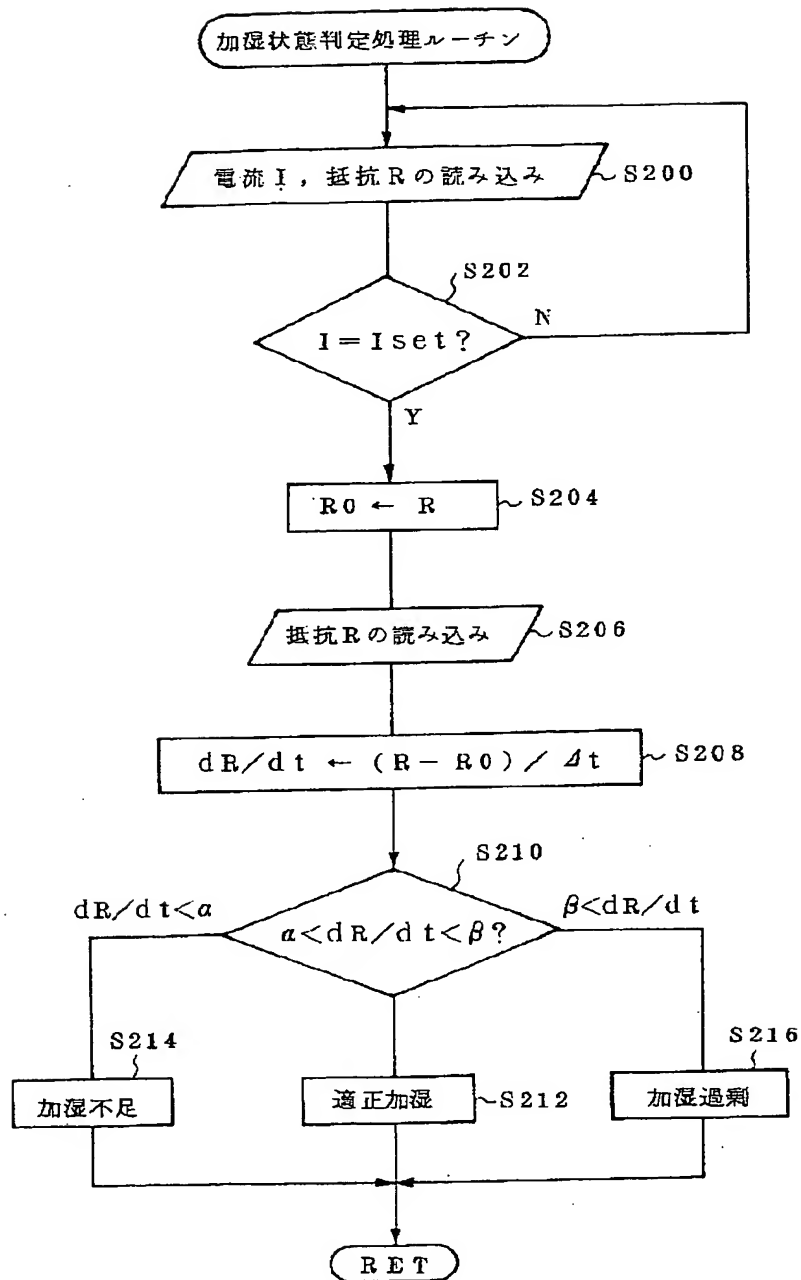 加湿状態判定処理ルーチン
電流I，抵抗Rの読み込み
S200
S202
I＝Iset？
N
Y
R0 ← R
S204
抵抗Rの読み込み
S206
dR/dt ← (R－R0)/Δt
S208
S210
dR/dt<α
α<dR/dt<β？
β<dR/dt
S214
S216
加湿不足
適正加湿
S212
加湿過剰
RET